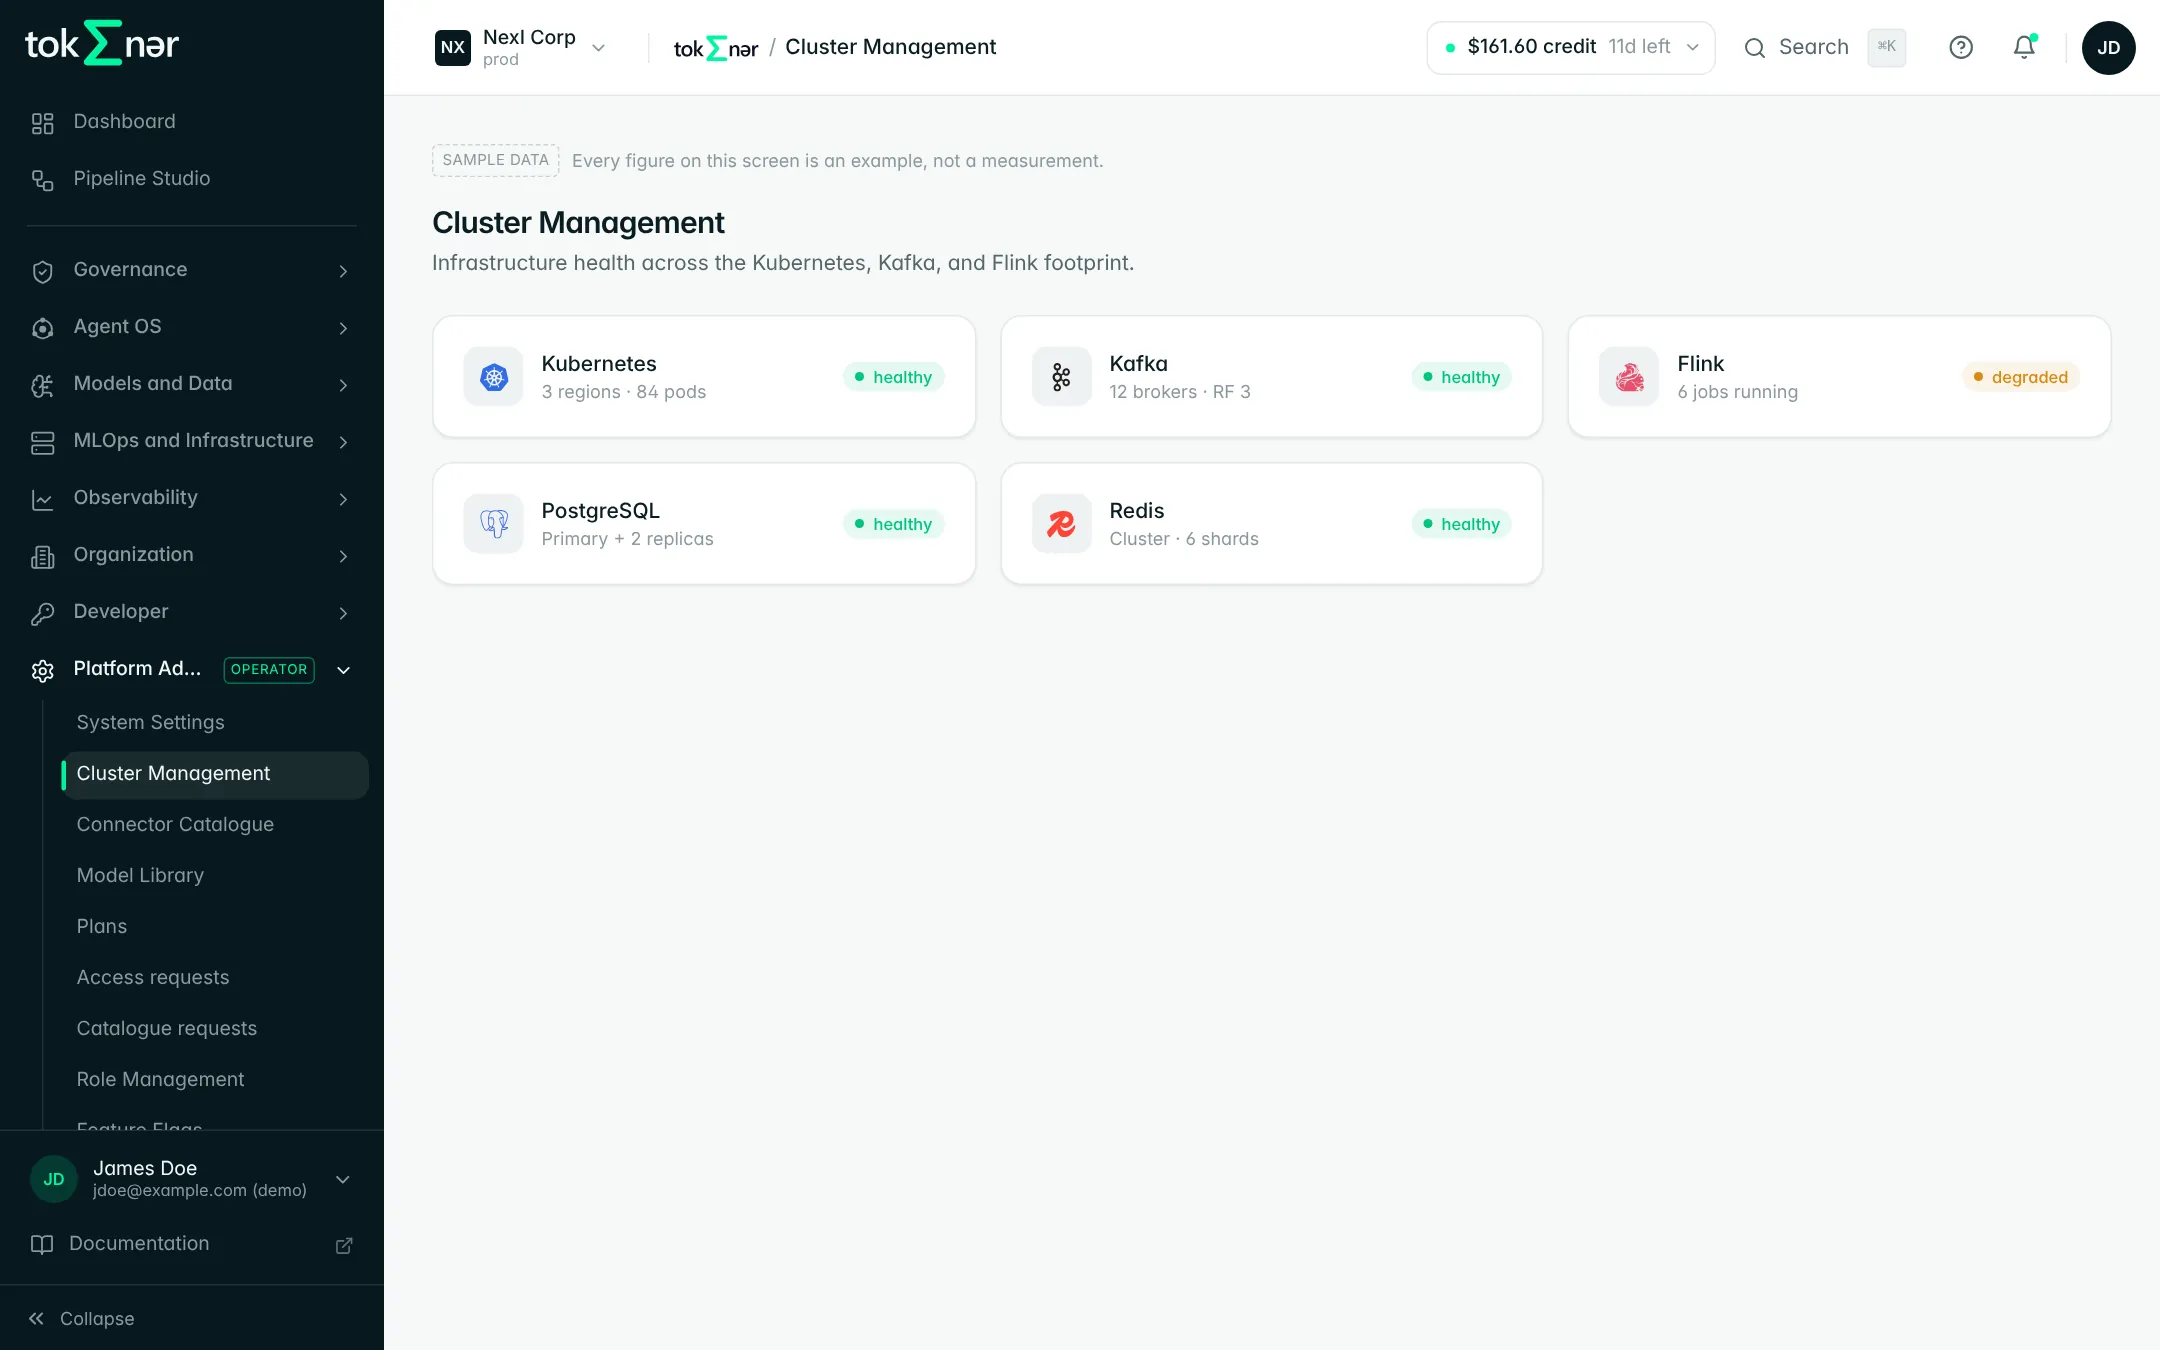 tokΣnər
Dashboard
Pipeline Studio
Governance
Agent OS
Models and Data
MLOps and Infrastructure
Observability
Organization
Developer
Platform Ad... OPERATOR
System Settings
Cluster Management
Connector Catalogue
Model Library
Plans
Access requests
Catalogue requests
Role Management
Feature Flags
JD James Doe
jdoe@example.com (demo)
Documentation
Collapse
NX Nexl Corp
prod
tokΣnər / Cluster Management
$161.60 credit 11d left
Search ⌘K
JD
SAMPLE DATA Every figure on this screen is an example, not a measurement.
Cluster Management
Infrastructure health across the Kubernetes, Kafka, and Flink footprint.
Kubernetes
3 regions · 84 pods
healthy
Kafka
12 brokers · RF 3
healthy
Flink
6 jobs running
degraded
PostgreSQL
Primary + 2 replicas
healthy
Redis
Cluster · 6 shards
healthy